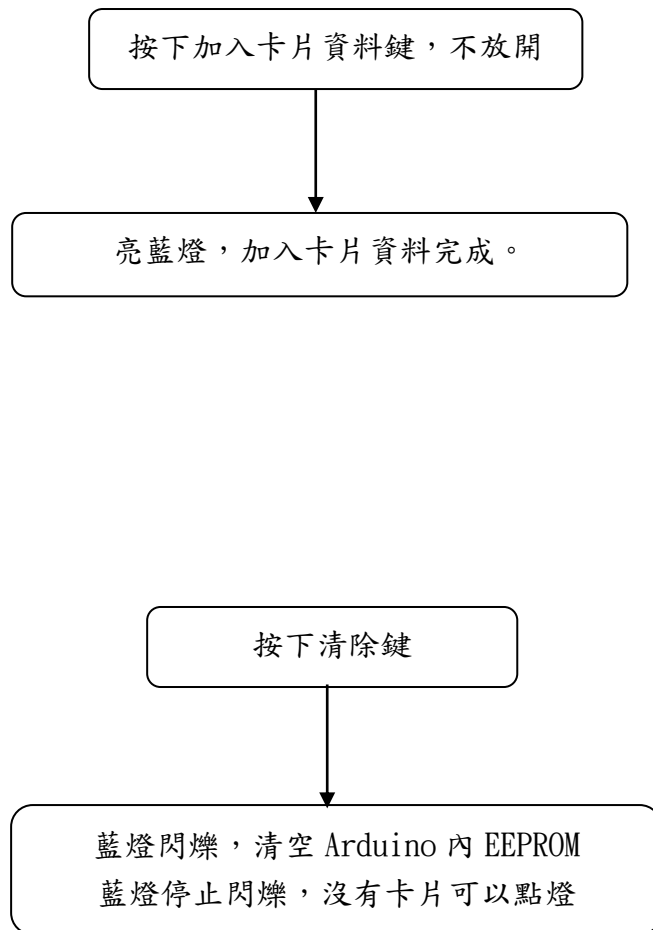 按下加入卡片資料鍵，不放開
亮藍燈，加入卡片資料完成。
按下清除鍵
藍燈閃爍，清空 Arduino 內 EEPROM
藍燈停止閃爍，沒有卡片可以點燈